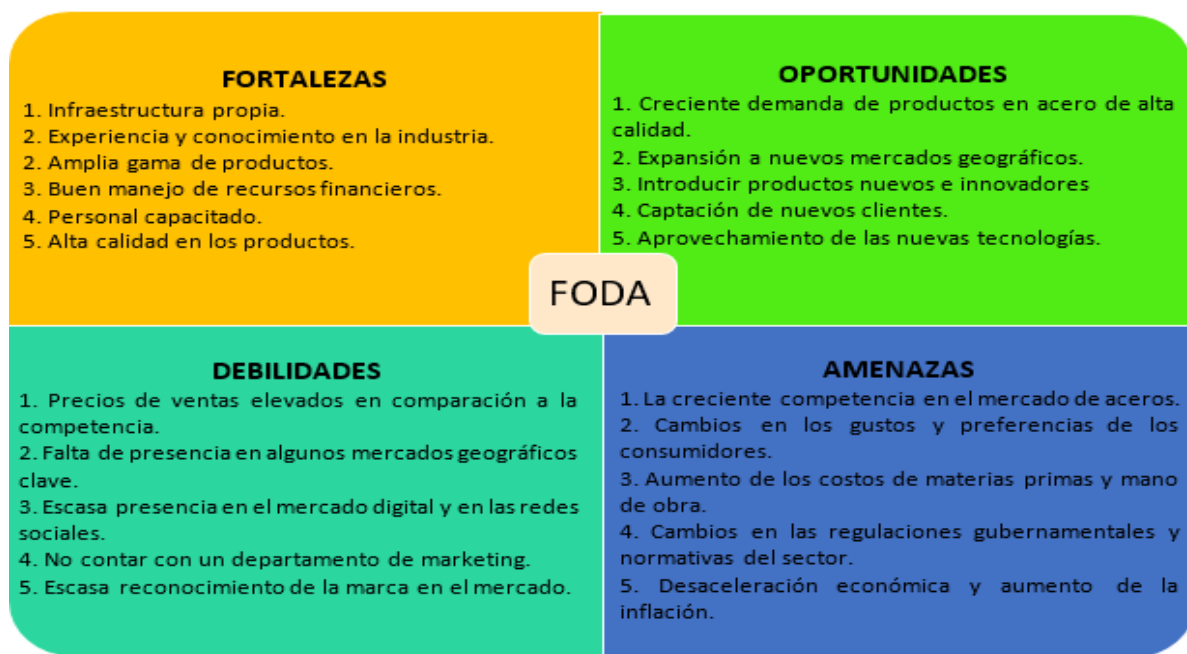 FORTALEZAS
1. Infraestructura propia.
2. Experiencia y conocimiento en la industria.
2. Amplia gama de productos.
3. Buen manejo de recursos financieros.
4. Personal capacitado.
5. Alta calidad en los productos.
OPORTUNIDADES
1. Creciente demanda de productos en acero de alta
calidad.
2. Expansión a nuevos mercados geográficos.
3. Introducir productos nuevos e innovadores
4. Captación de nuevos clientes.
5. Aprovechamiento de las nuevas tecnologías.
FODA
DEBILIDADES
1. Precios de ventas elevados en comparación a la
competencia.
2. Falta de presencia en algunos mercados geográficos
clave.
3. Escasa presencia en el mercado digital y en las redes
sociales.
4. No contar con un departamento de marketing.
5. Escasa reconocimiento de la marca en el mercado.
AMENAZAS
1. La creciente competencia en el mercado de aceros.
2. Cambios en los gustos y preferencias de los
consumidores.
3. Aumento de los costos de materias primas y mano
de obra.
4. Cambios en las regulaciones gubernamentales y
normativas del sector.
5. Desaceleración económica y aumento de la
inflación.